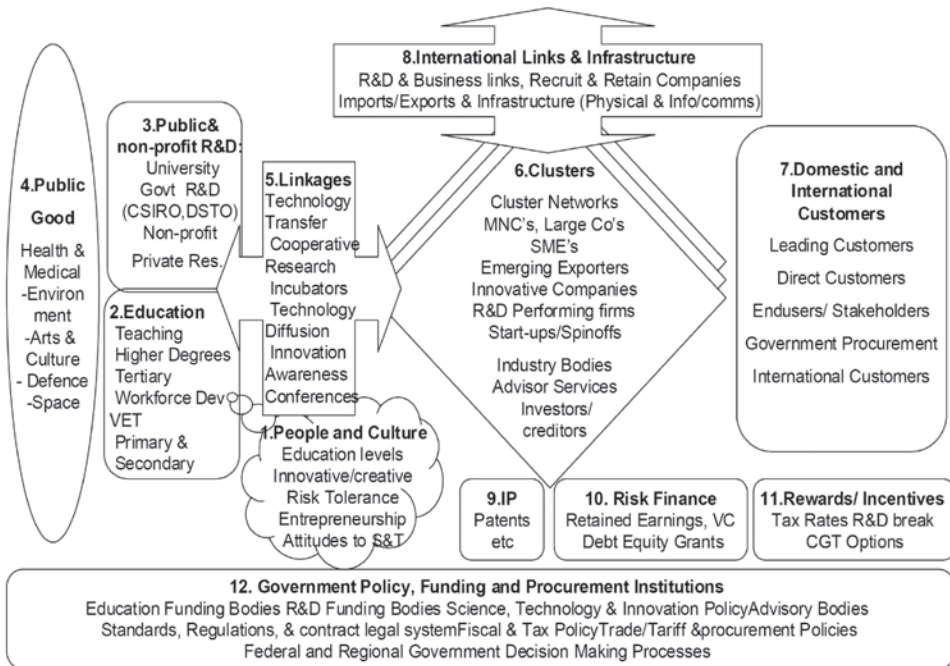 8.International Links & Infrastructure
R&D & Business links, Recruit & Retain Companies
Imports/Exports & Infrastructure (Physical & Info/comms)
4.Public
Good
Health &
Medical
-Environ
ment
-Arts &
Culture
- Defence
-Space
3.Public&
non-profit R&D:
University
Govt R&D
(CSIRO,DSTO)
Non-profit
Private Res.
2.Education
Teaching
Higher Degrees
Tertiary
Workforce Dev
VET
Primary &
Secondary
5.Linkages
Technology
Transfer
Cooperative
Research
Incubators
Technology
Diffusion
Innovation
Awareness
Conferences
1.People and Culture
Education levels
Innovative/creative
Risk Tolerance
Entrepreneurship
Attitudes to S&T
6.Clusters
Cluster Networks
MNC's, Large Co's
SME's
Emerging Exporters
Innovative Companies
R&D Performing firms
Start-ups/Spinoffs
Industry Bodies
Advisor Services
Investors/
creditors
7.Domestic and
International
Customers
Leading Customers
Direct Customers
Endusers/ Stakeholders
Government Procurement
International Customers
9.IP
Patents
etc
10. Risk Finance
Retained Earnings, VC
Debt Equity Grants
11.Rewards/ Incentives
Tax Rates R&D break
CGT Options
12. Government Policy, Funding and Procurement Institutions
Education Funding Bodies R&D Funding Bodies Science, Technology & Innovation PolicyAdvisory Bodies
Standards, Regulations, & contract legal systemFiscal & Tax PolicyTrade/Tariff &procurement Policies
Federal and Regional Government Decision Making Processes